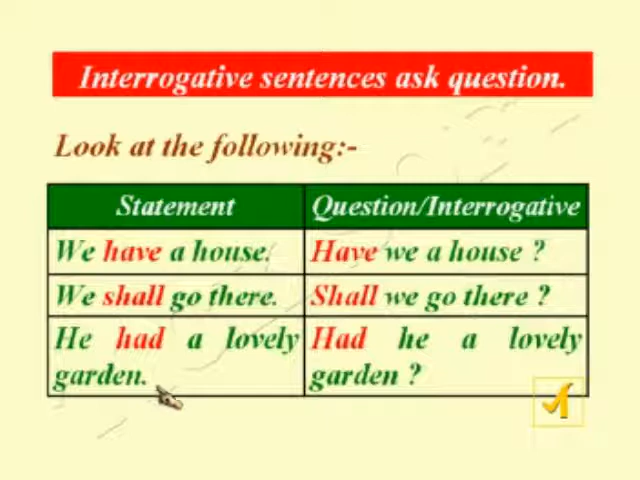 Interrogative sentences ask question.
Look at the following:-
Statement Question/Interrogative
We have a house. Have we a house ?
We shall go there. Shall we go there ?
He had a lovely Had he a lovely
garden. garden ?